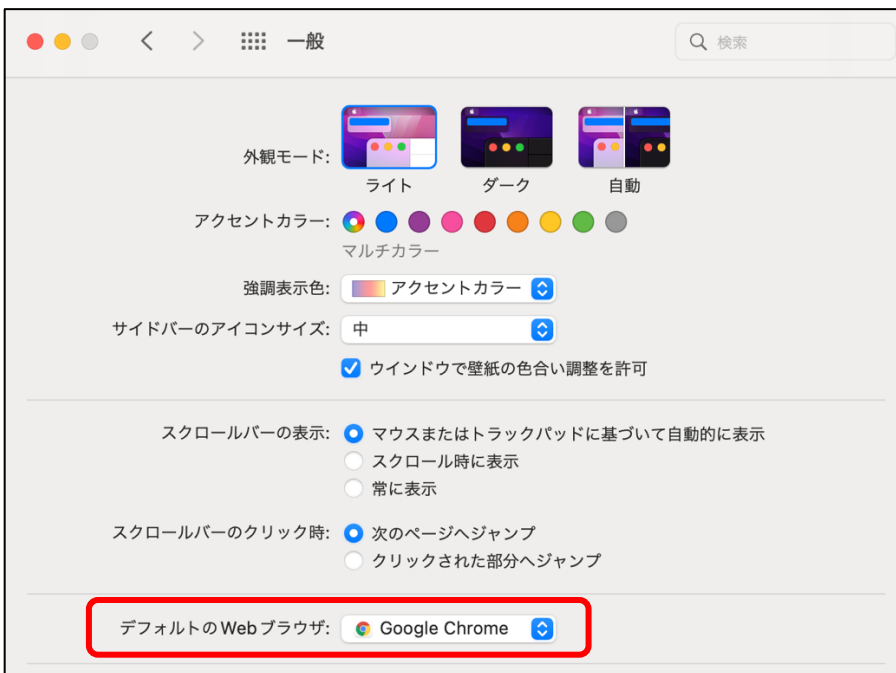 一般
検索
外観モード:
ライト ダーク 自動
アクセントカラー:
マルチカラー
強調表示色: アクセントカラー
サイドバーのアイコンサイズ: 中
ウインドウで壁紙の色合い調整を許可
スクロールバーの表示: マウスまたはトラックパッドに基づいて自動的に表示
スクロール時に表示
常に表示
スクロールバーのクリック時: 次のページへジャンプ
クリックされた部分へジャンプ
デフォルトのWebブラウザ: Google Chrome